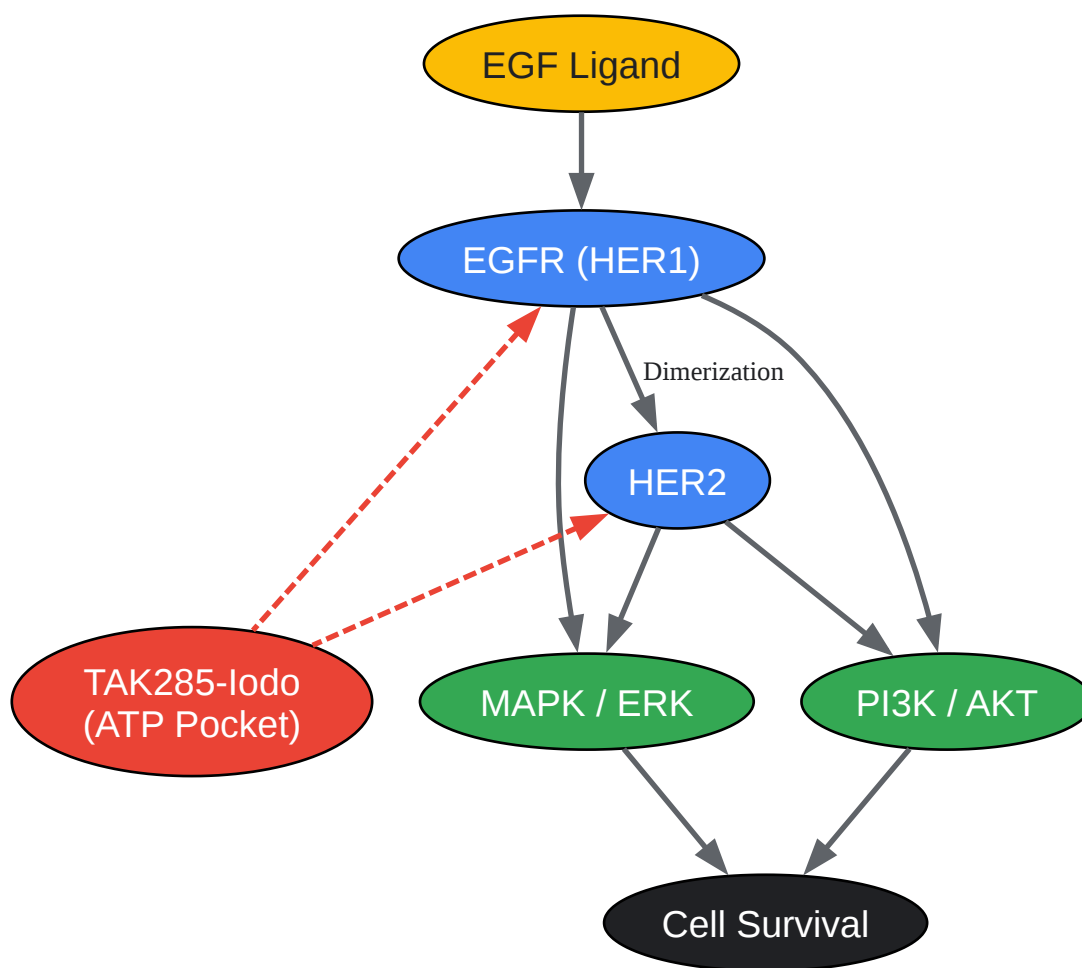 EGF Ligand
EGFR (HER1)
Dimerization
HER2
TAK285-Iodo
(ATP Pocket)
MAPK / ERK
PI3K / AKT
Cell Survival